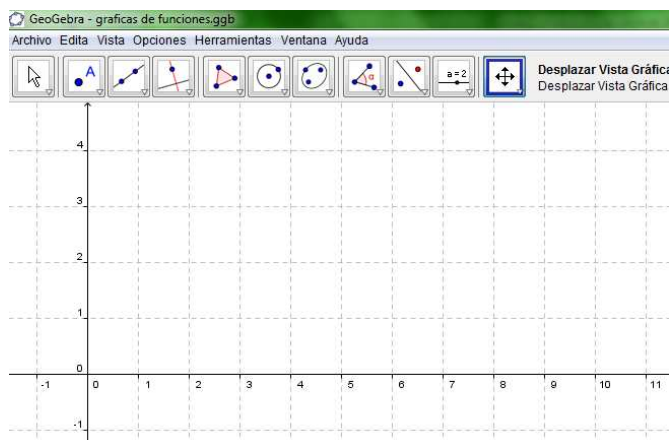 GeoGebra - graficas de funciones.ggb
Archivo Edita Vista Opciones Herramientas Ventana Ayuda
A
α
a=2
Desplazar Vista Gráfica
Desplazar Vista Gráfica
4
3
2
1
0
-1 0 1 2 3 4 5 6 7 8 9 10 11
-1